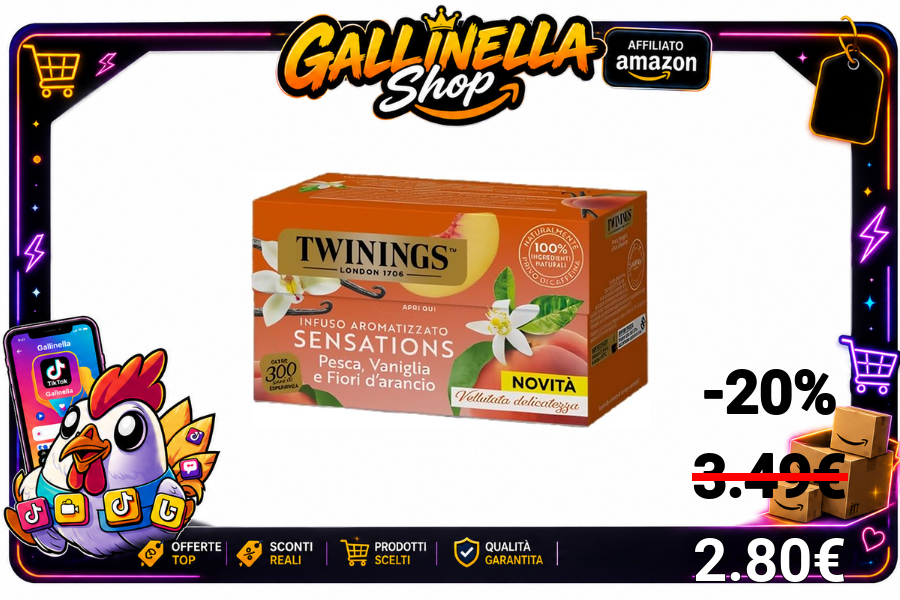 GALLINELLA
Shop
AFFILIATO
amazon
TWININGS™
LONDON 1706
NATURALMENTE
PRIVO DI CAFFEINA
100%
INGREDIENTI
NATURALI
APRI QUI
INFUSO AROMATIZZATO
SENSATIONS
Pesca, Vaniglia
e Fiori d'arancio
OLTRE
300
anni di
ESPERIENZA
NOVITÀ
Vellutata delicatezza
TWININGS
Gallinella
TikTok
Gallinella
-20%
3.49€
2.80€
OFFERTE
TOP
SCONTI
REALI
PRODOTTI
SCELTI
QUALITÀ
GARANTITA